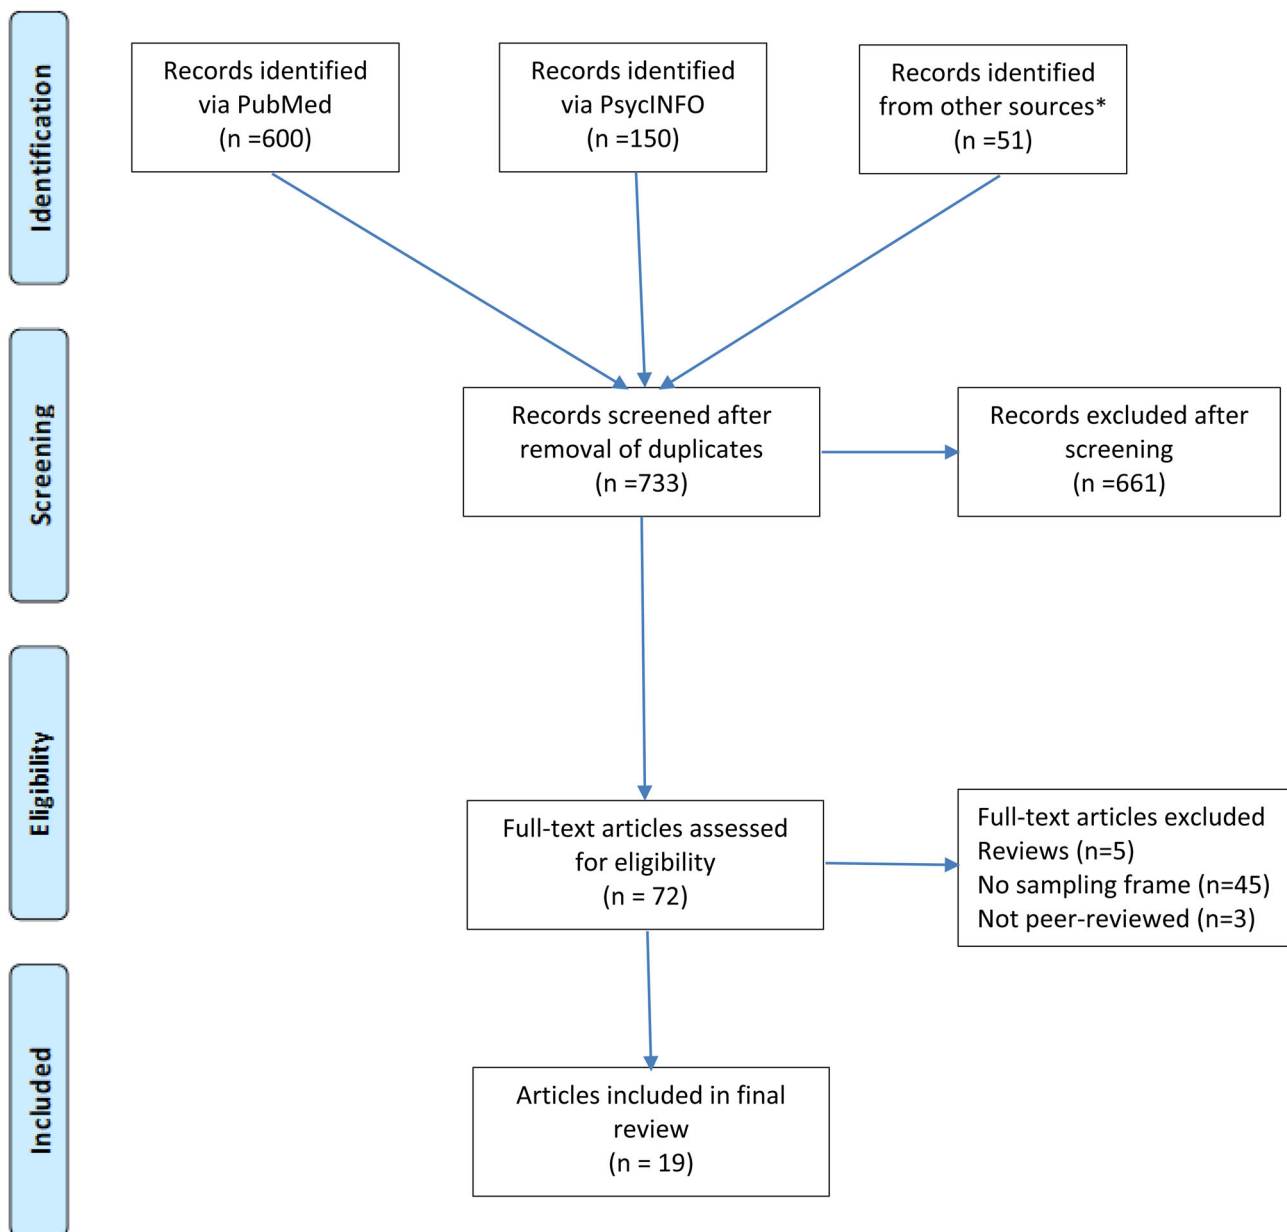 Identification
Records identified
via PubMed
(n =600)
Records identified
via PsycINFO
(n =150)
Records identified
from other sources*
(n =51)
Screening
Records screened after
removal of duplicates
(n =733)
Records excluded after
screening
(n =661)
Eligibility
Full-text articles assessed
for eligibility
(n = 72)
Full-text articles excluded
Reviews (n=5)
No sampling frame (n=45)
Not peer-reviewed (n=3)
Included
Articles included in final
review
(n = 19)